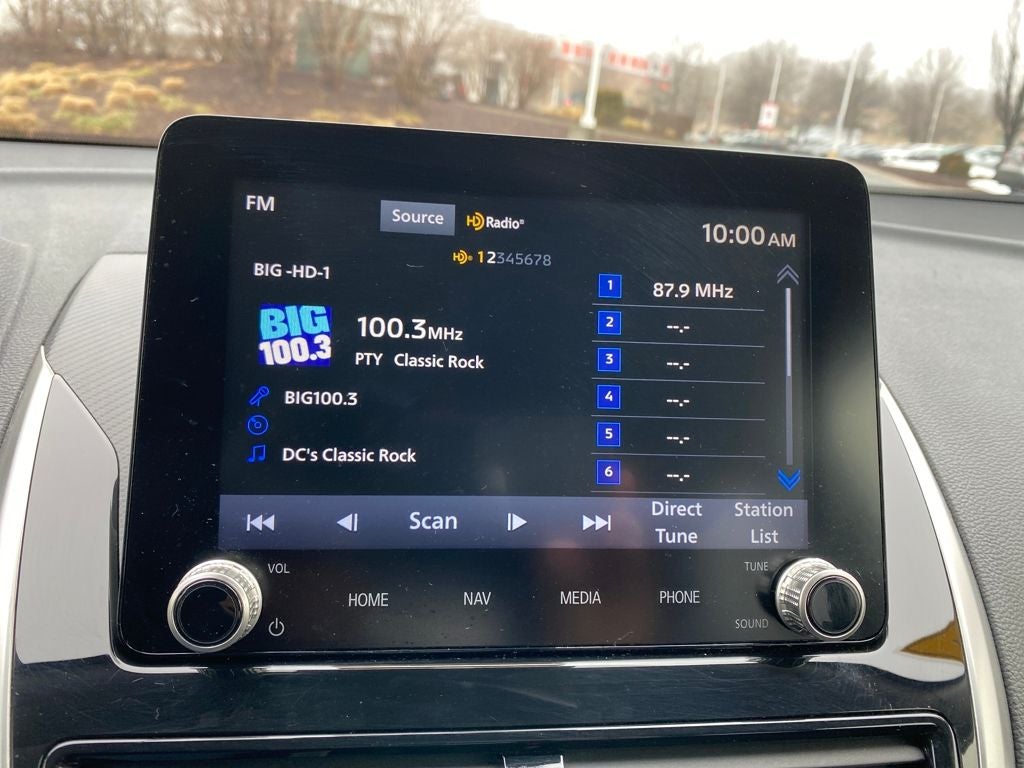 FM
Source
HD Radio®
10:00 AM
HD® 12345678
BIG -HD-1
BIG
100.3
100.3MHz
PTY Classic Rock
BIG100.3
DC's Classic Rock
1 87.9 MHz
2 --.-
3 --.-
4 --.-
5 --.-
6 --.-
Scan
Direct
Tune
Station
List
VOL
HOME
NAV
MEDIA
PHONE
TUNE
SOUND